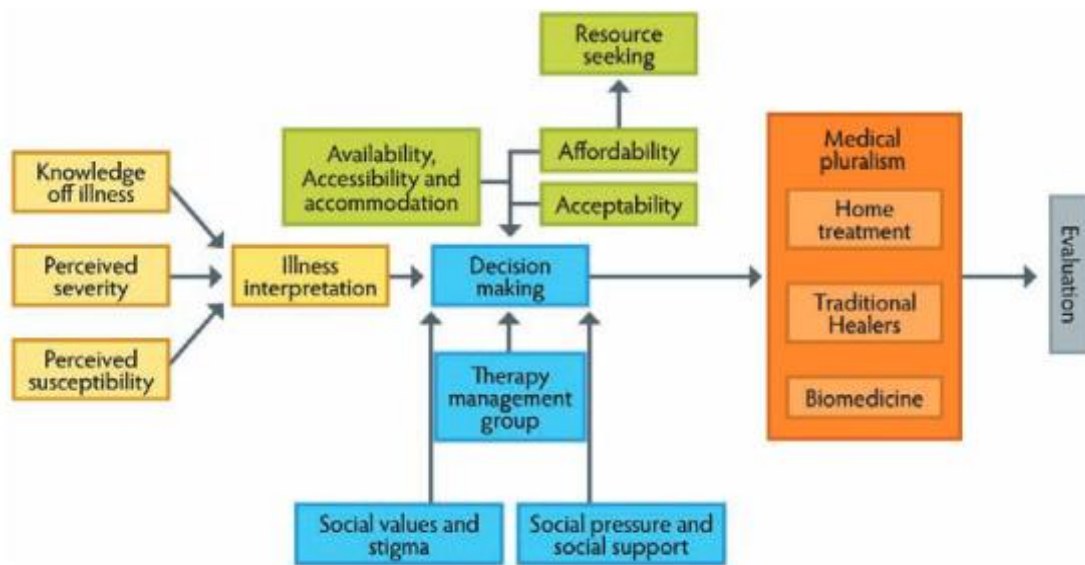 Resource
seeking
Availability,
Accessibility and
accommodation
Affordability
Acceptability
Knowledge
off illness
Perceived
severity
Perceived
susceptibility
Illness
interpretation
Decision
making
Therapy
management
group
Social values and
stigma
Social pressure and
social support
Medical
pluralism
Home
treatment
Traditional
Healers
Biomedicine
Evaluation